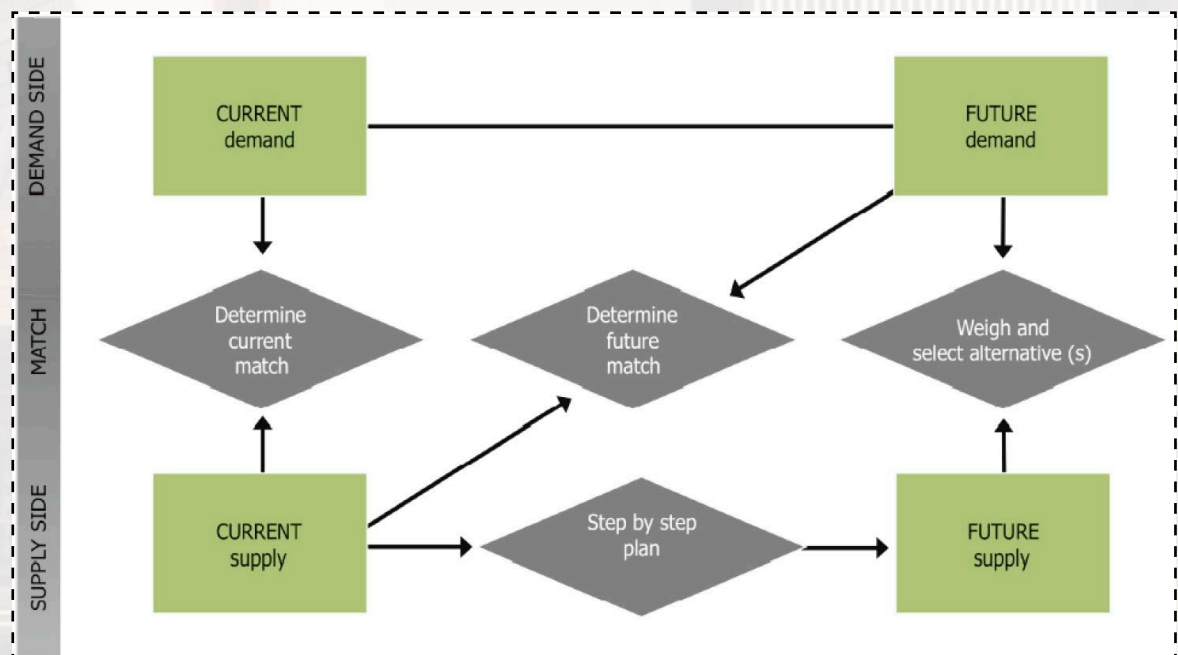 DEMAND SIDE
CURRENT
demand
FUTURE
demand
MATCH
Determine
current
match
Determine
future
match
Weigh and
select alternative (s)
SUPPLY SIDE
CURRENT
supply
Step by step
plan
FUTURE
supply